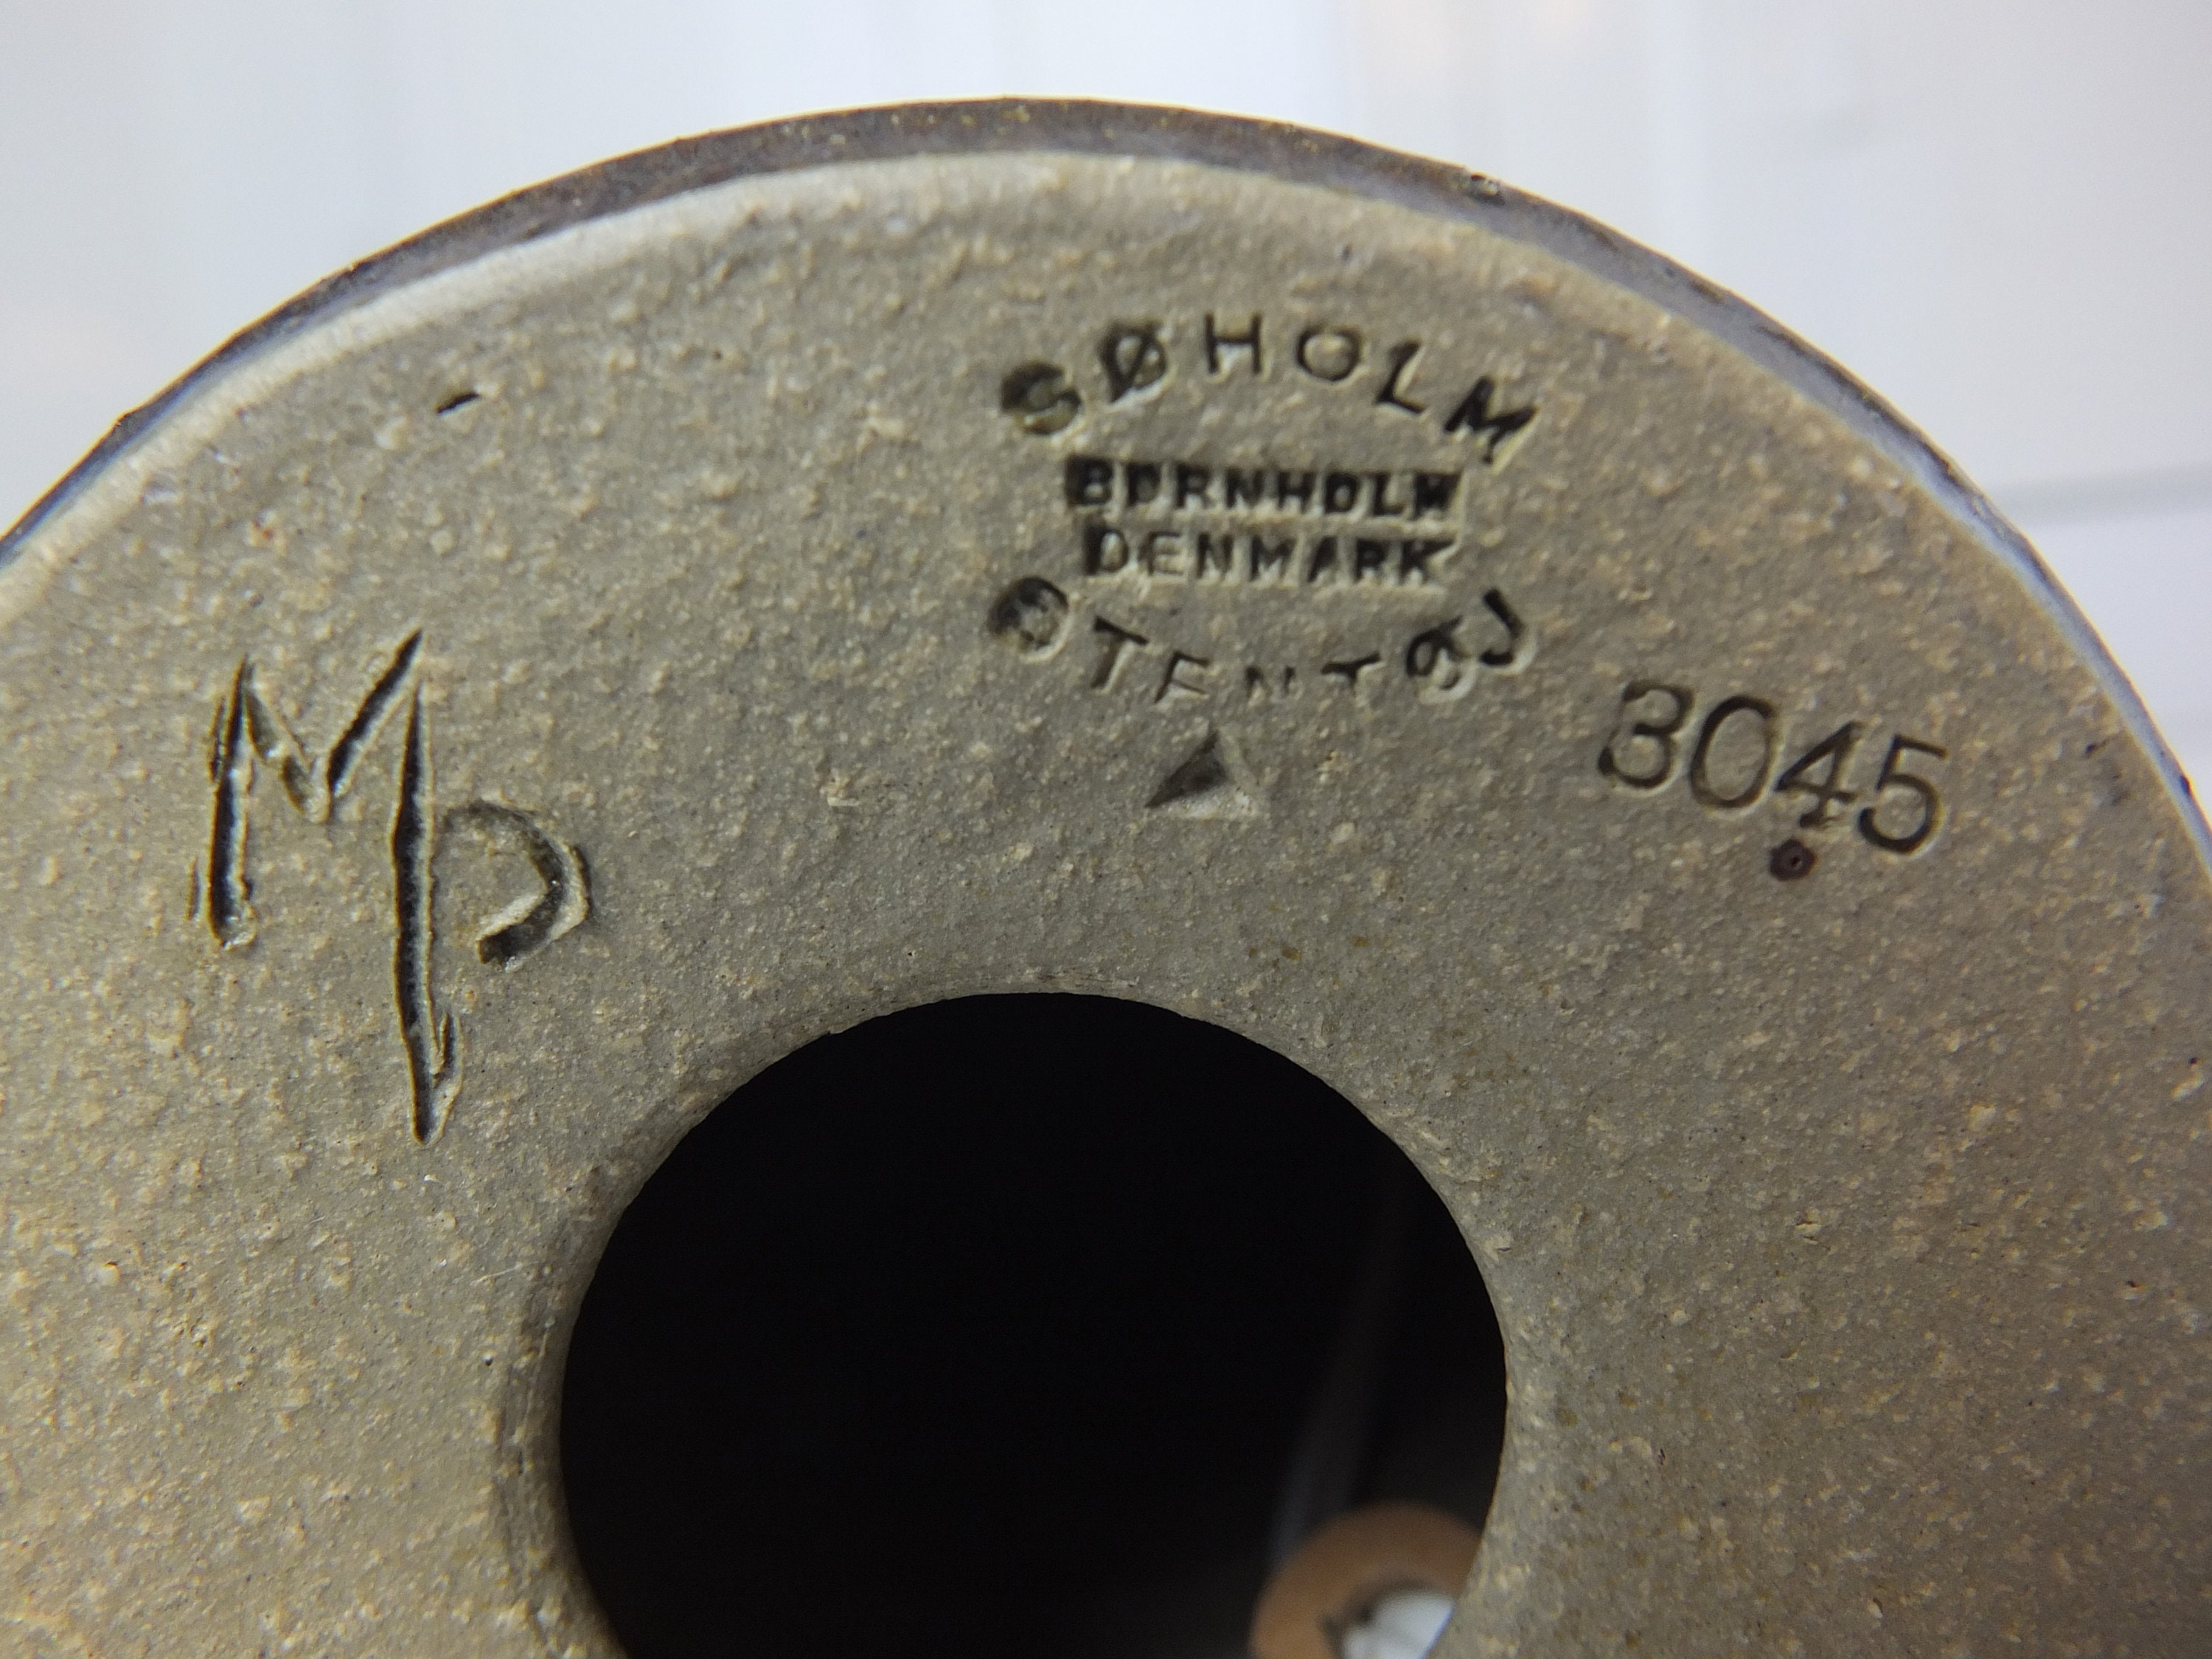 SØHOLM
BORNHOLM
DENMARK
STENTØJ
3045
MP